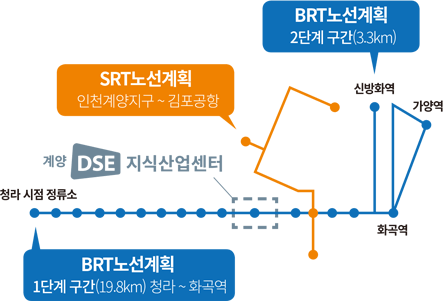 BRT노선계획
2단계 구간(3.3km)
SRT노선계획
인천계양지구 ~ 김포공항
신방화역
가양역
계양 DSE 지식산업센터
청라 시점 정류소
화곡역
BRT노선계획
1단계 구간(19.8km) 청라 ~ 화곡역